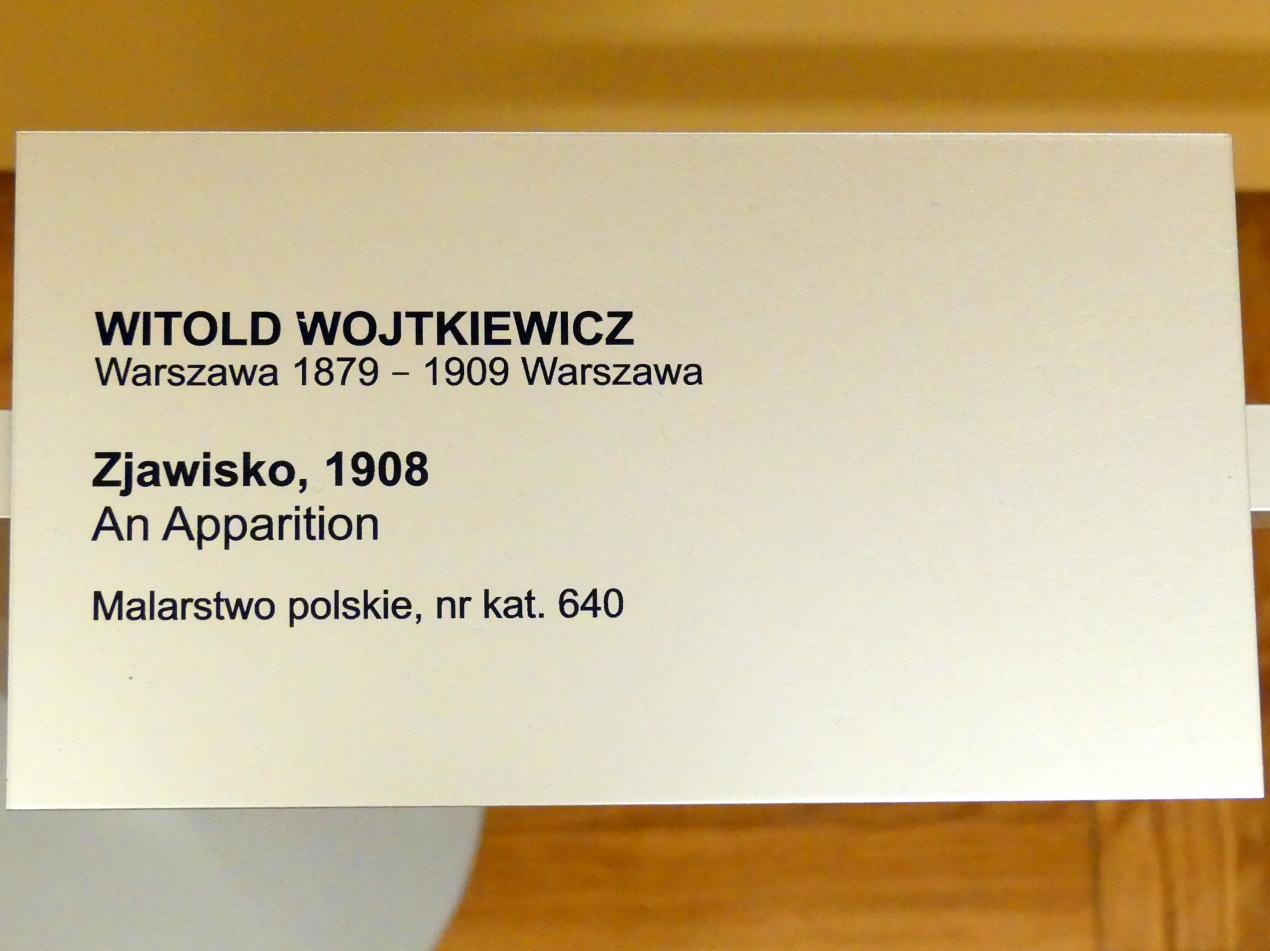 WITOLD WOJTKIEWICZ
Warszawa 1879 – 1909 Warszawa
Zjawisko, 1908
An Apparition
Malarstwo polskie, nr kat. 640